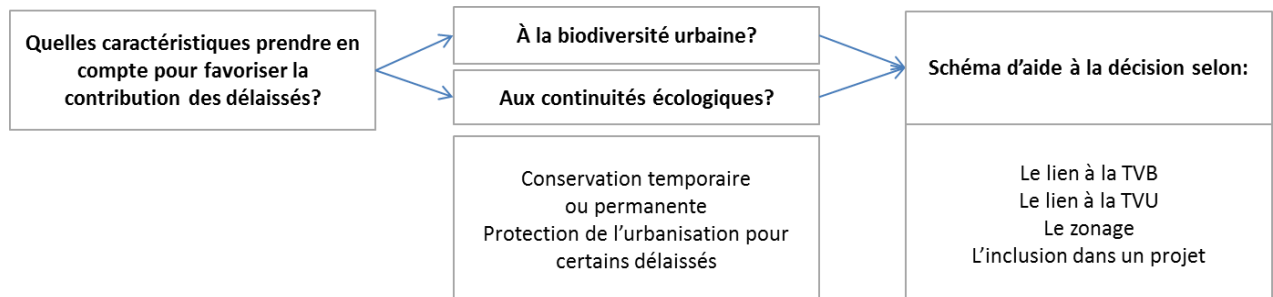 Quelles caractéristiques prendre en
compte pour favoriser la
contribution des délaissés?
À la biodiversité urbaine?
Aux continuités écologiques?
Conservation temporaire
ou permanente
Protection de l'urbanisation pour
certains délaissés
Schéma d'aide à la décision selon:
Le lien à la TVB
Le lien à la TVU
Le zonage
L'inclusion dans un projet